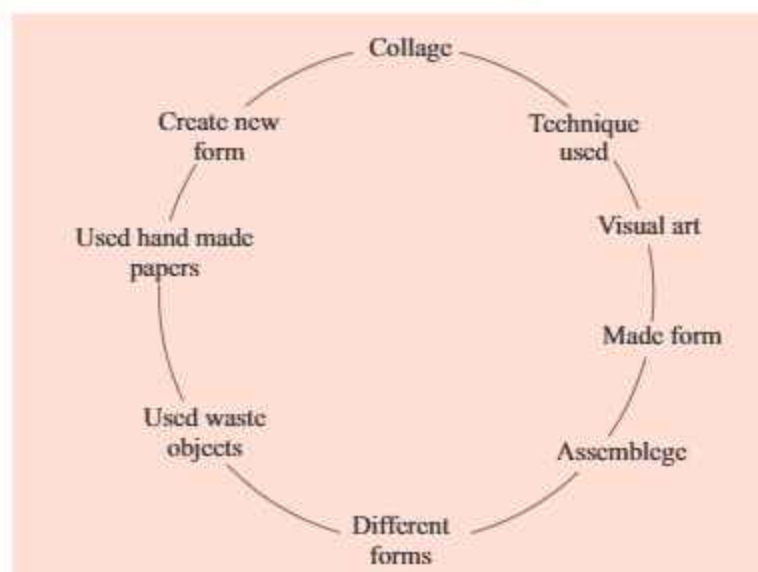 Collage
Technique
used
Visual art
Made form
Assemblege
Different
forms
Used waste
objects
Used hand made
papers
Create new
form